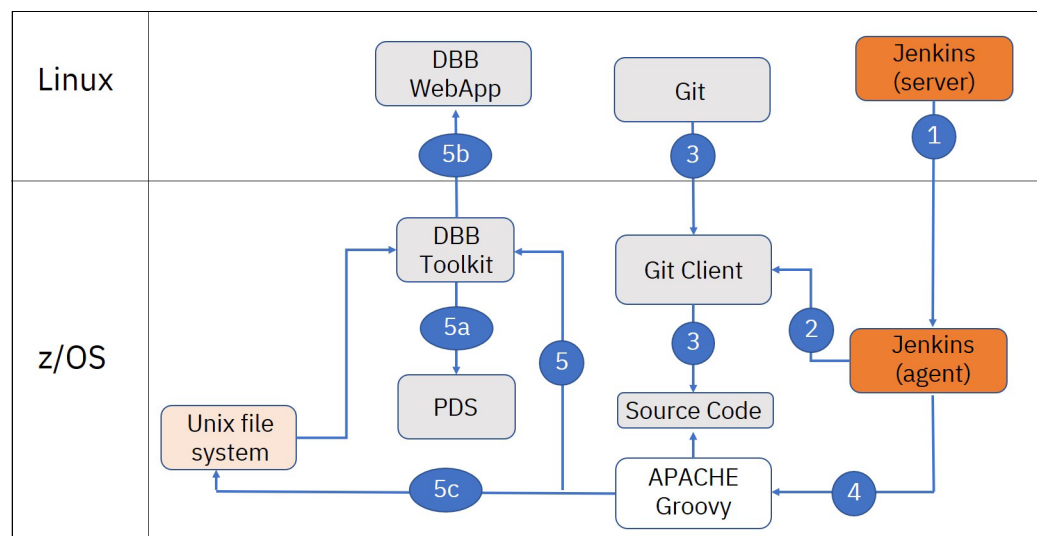 Linux
DBB
WebApp
Git
Jenkins
(server)
5b
3
1
z/OS
DBB
Toolkit
Git Client
5a
3
2
Jenkins
(agent)
5
PDS
Source Code
Unix file
system
5c
APACHE
Groovy
4